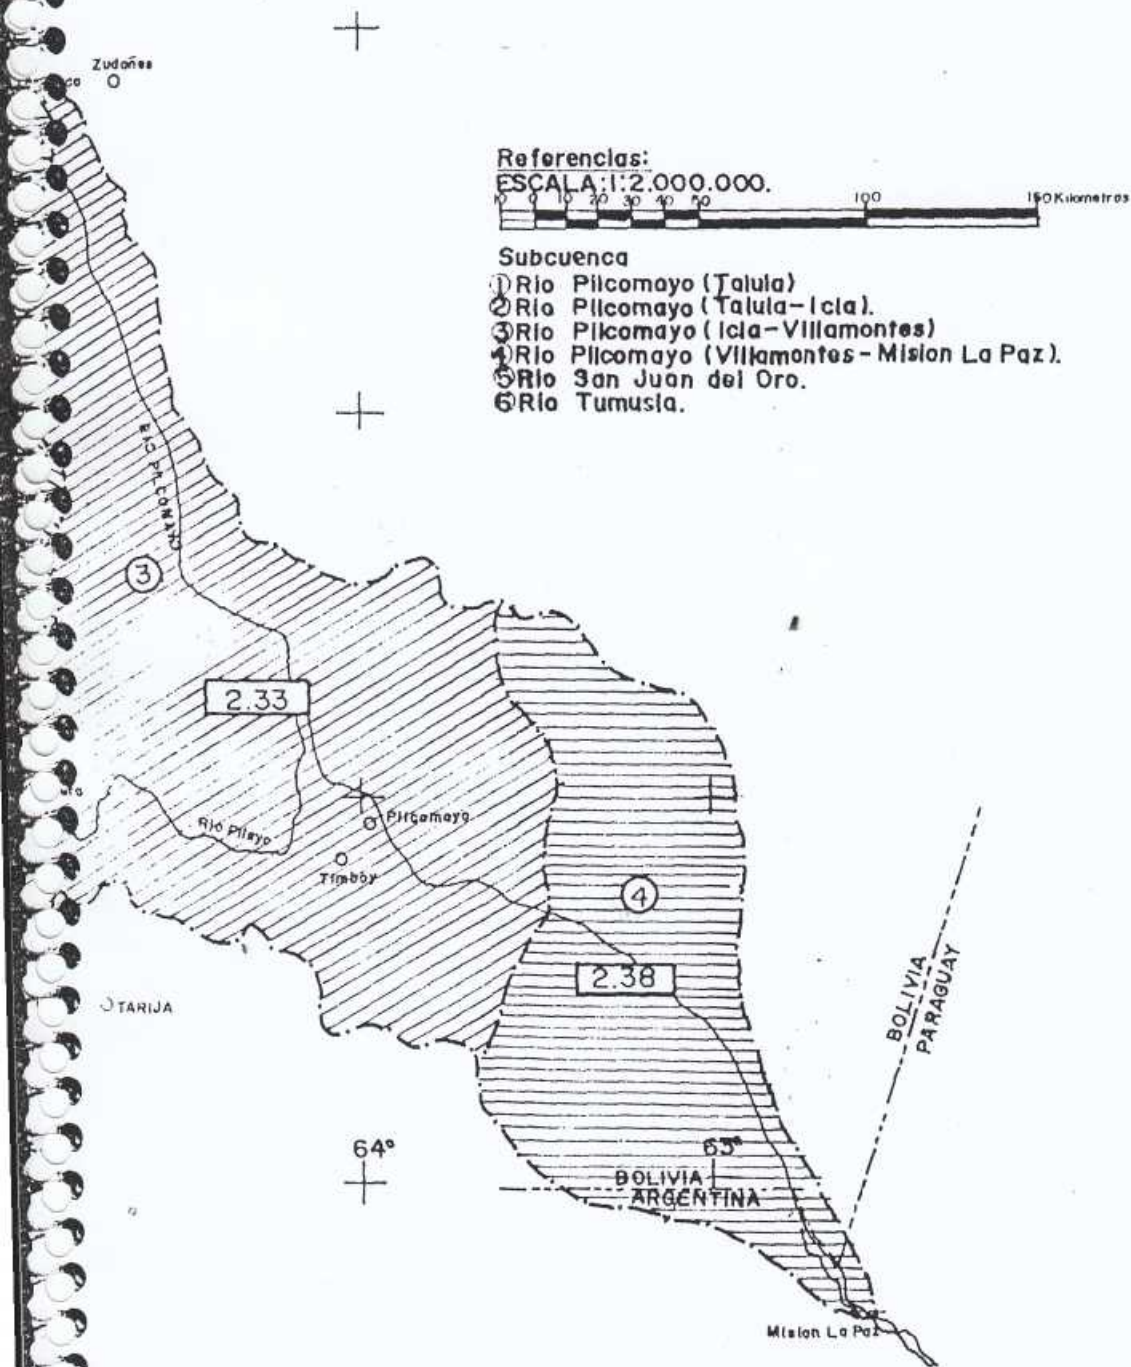 Zudañes
Referencias:
ESCALA:1:2.000.000.
10 0 10 20 30 40 50 100 150 Kilometros
Subcuenca
① Rio Pilcomayo (Talula)
② Rio Pilcomayo (Talula-Icla).
③ Rio Pilcomayo (Icla-Villamontes)
④ Rio Pilcomayo (Villamontes-Mision La Paz).
⑤ Rio San Juan del Oro.
⑥ Rio Tumusla.
RIO PILCOMAYO
3
2.33
Pilcomayo
Rio Pilaya
Timboy
4
2.38
TARIJA
BOLIVIA
PARAGUAY
64°
63°
BOLIVIA
ARGENTINA
Mision La Paz